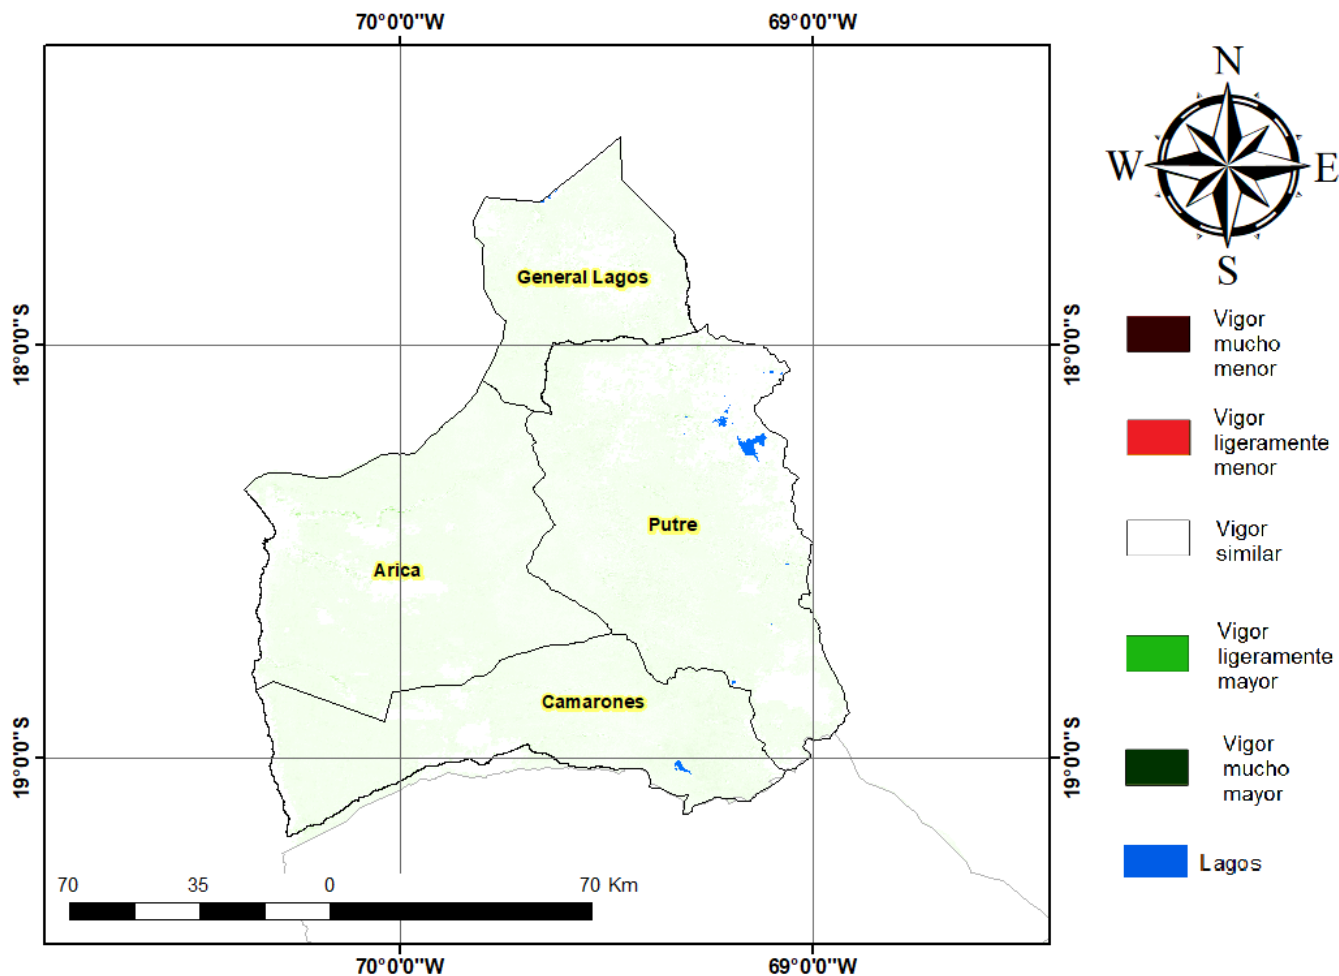 70°0'0"W 69°0'0"W
N
W E
S
18°0'0"S 18°0'0"S
General Lagos
Vigor
mucho
menor
Vigor
ligeramente
menor
Putre
Vigor
similar
Arica
Vigor
ligeramente
mayor
Camarones
19°0'0"S 19°0'0"S
Vigor
mucho
mayor
Lagos
70 35 0 70 Km
70°0'0"W 69°0'0"W